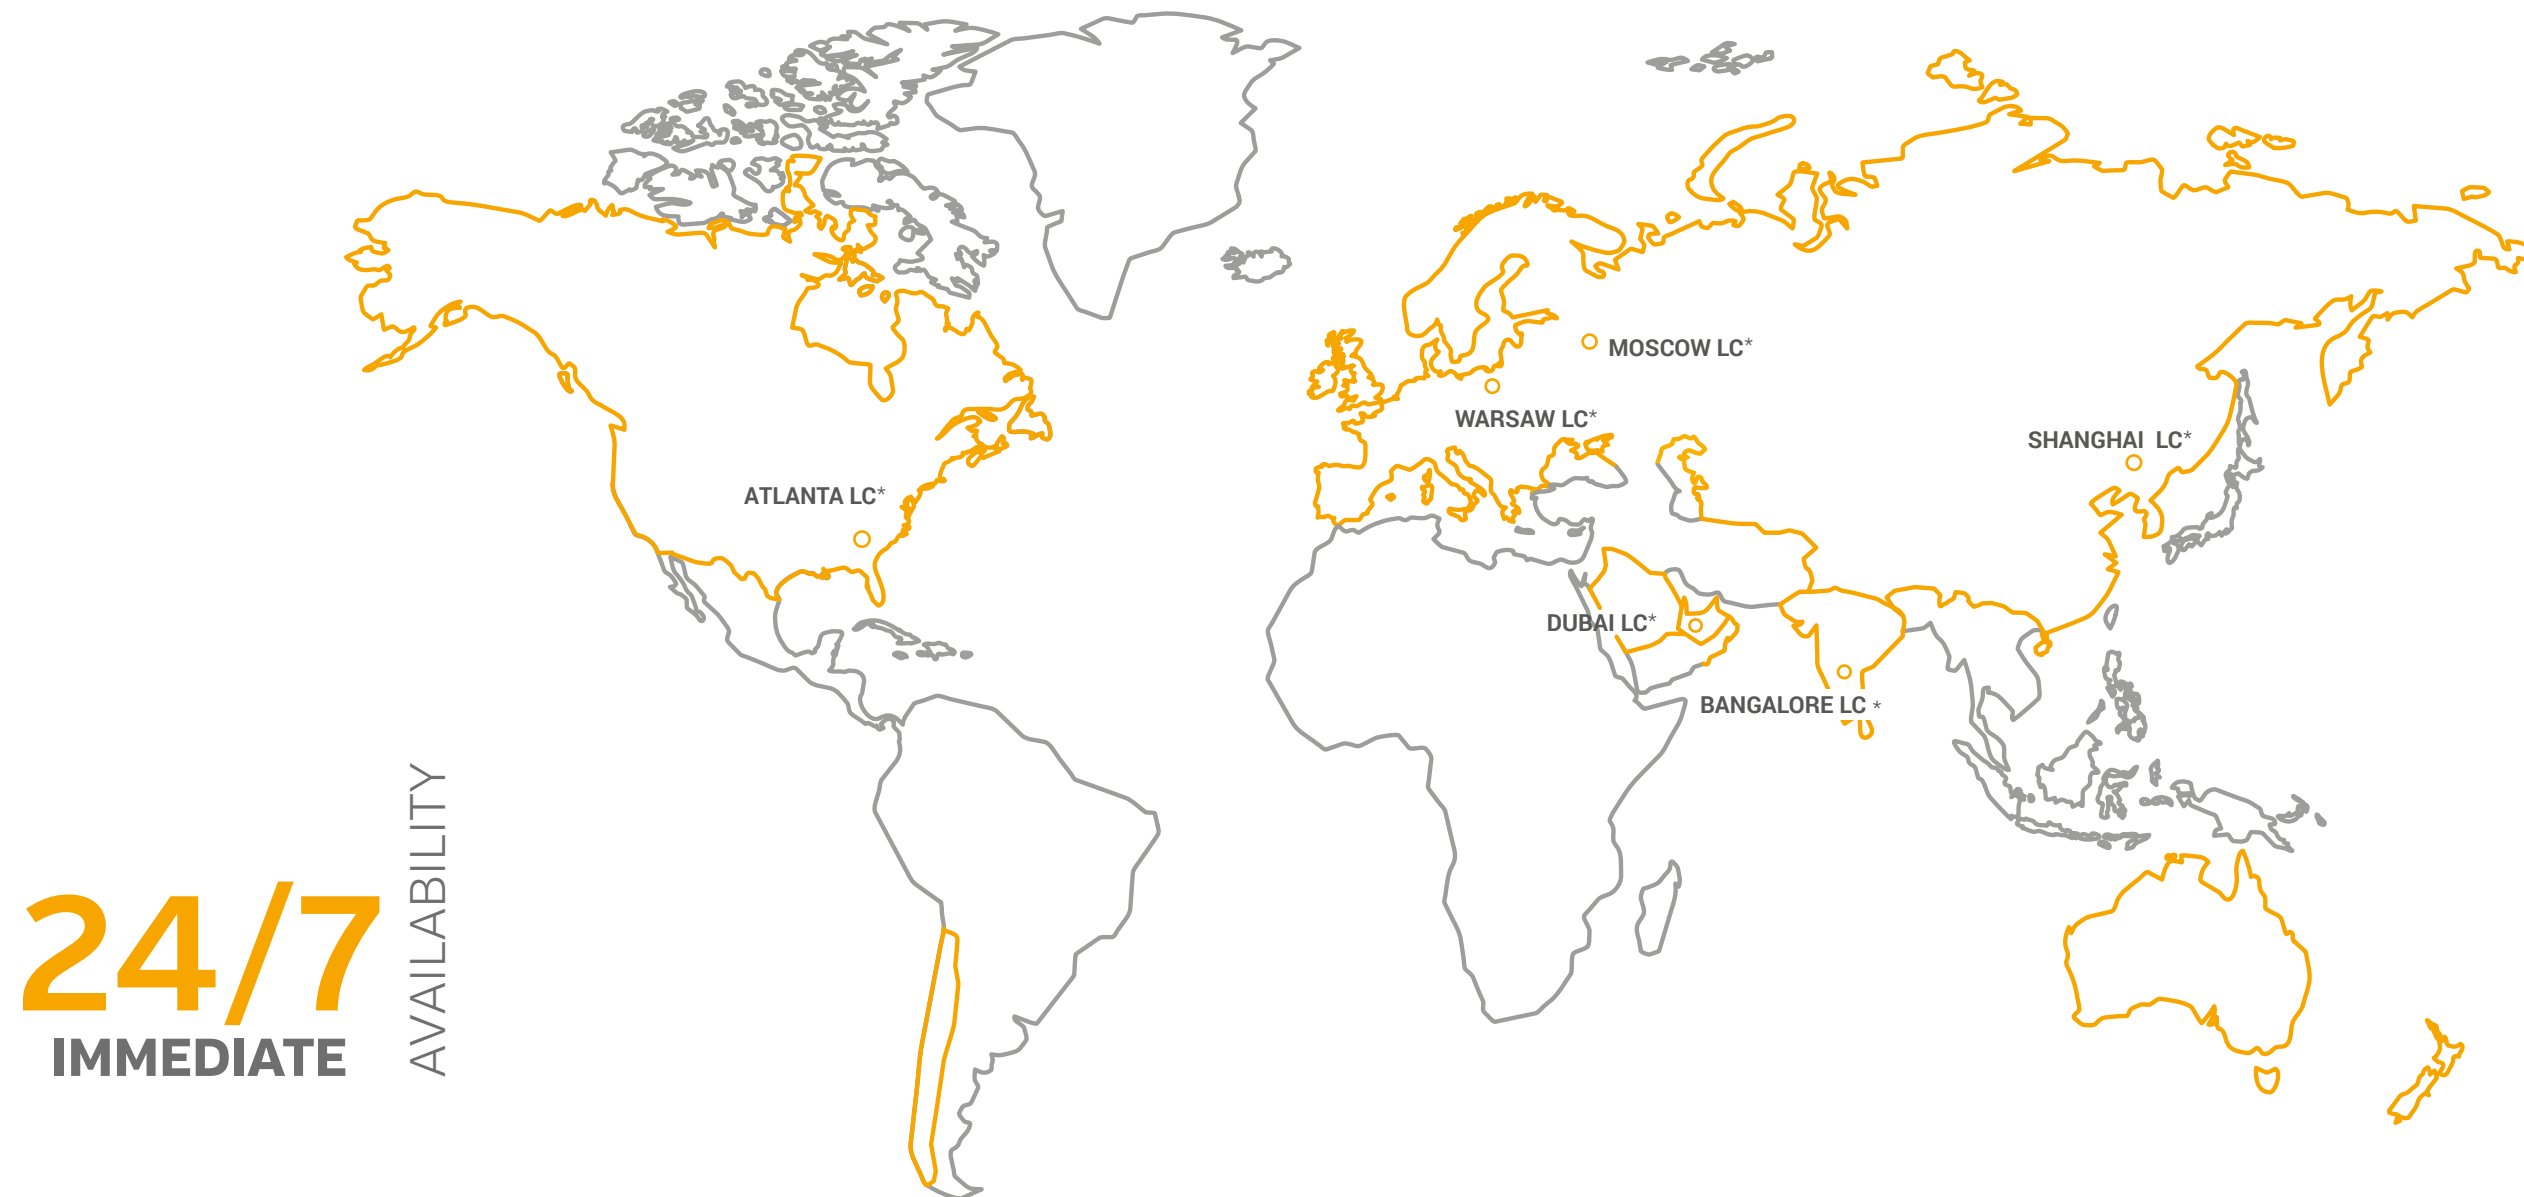 MOSCOW LC*
WARSAW LC*
SHANGHAI LC*
ATLANTA LC*
DUBAI LC*
BANGALORE LC *
24/7
IMMEDIATE
AVAILABILITY